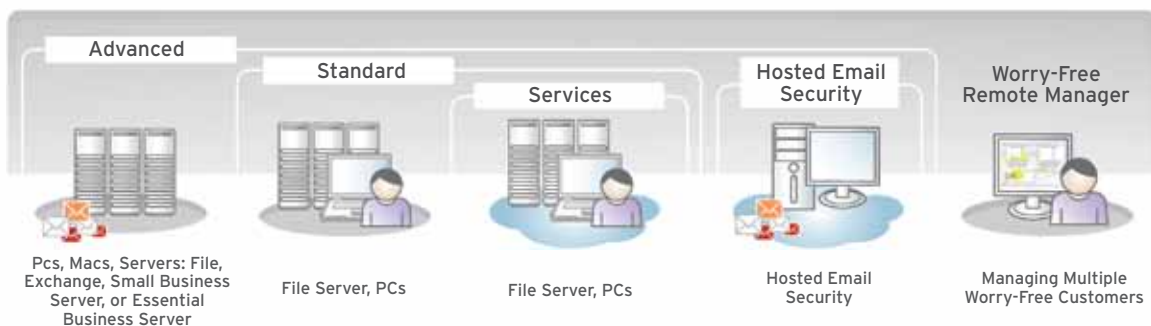 Advanced
Standard
Services
Hosted Email
Security
Worry-Free
Remote Manager
Pcs, Macs, Servers: File,
Exchange, Small Business
Server, or Essential
Business Server
File Server, PCs
File Server, PCs
Hosted Email
Security
Managing Multiple
Worry-Free Customers